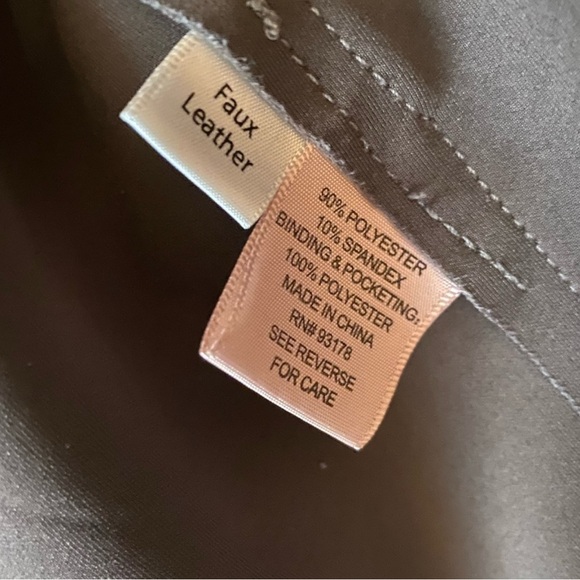 Faux
Leather
90% POLYESTER
10% SPANDEX
BINDING & POCKETING:
100% POLYESTER
MADE IN CHINA
RN# 93178
SEE REVERSE
FOR CARE